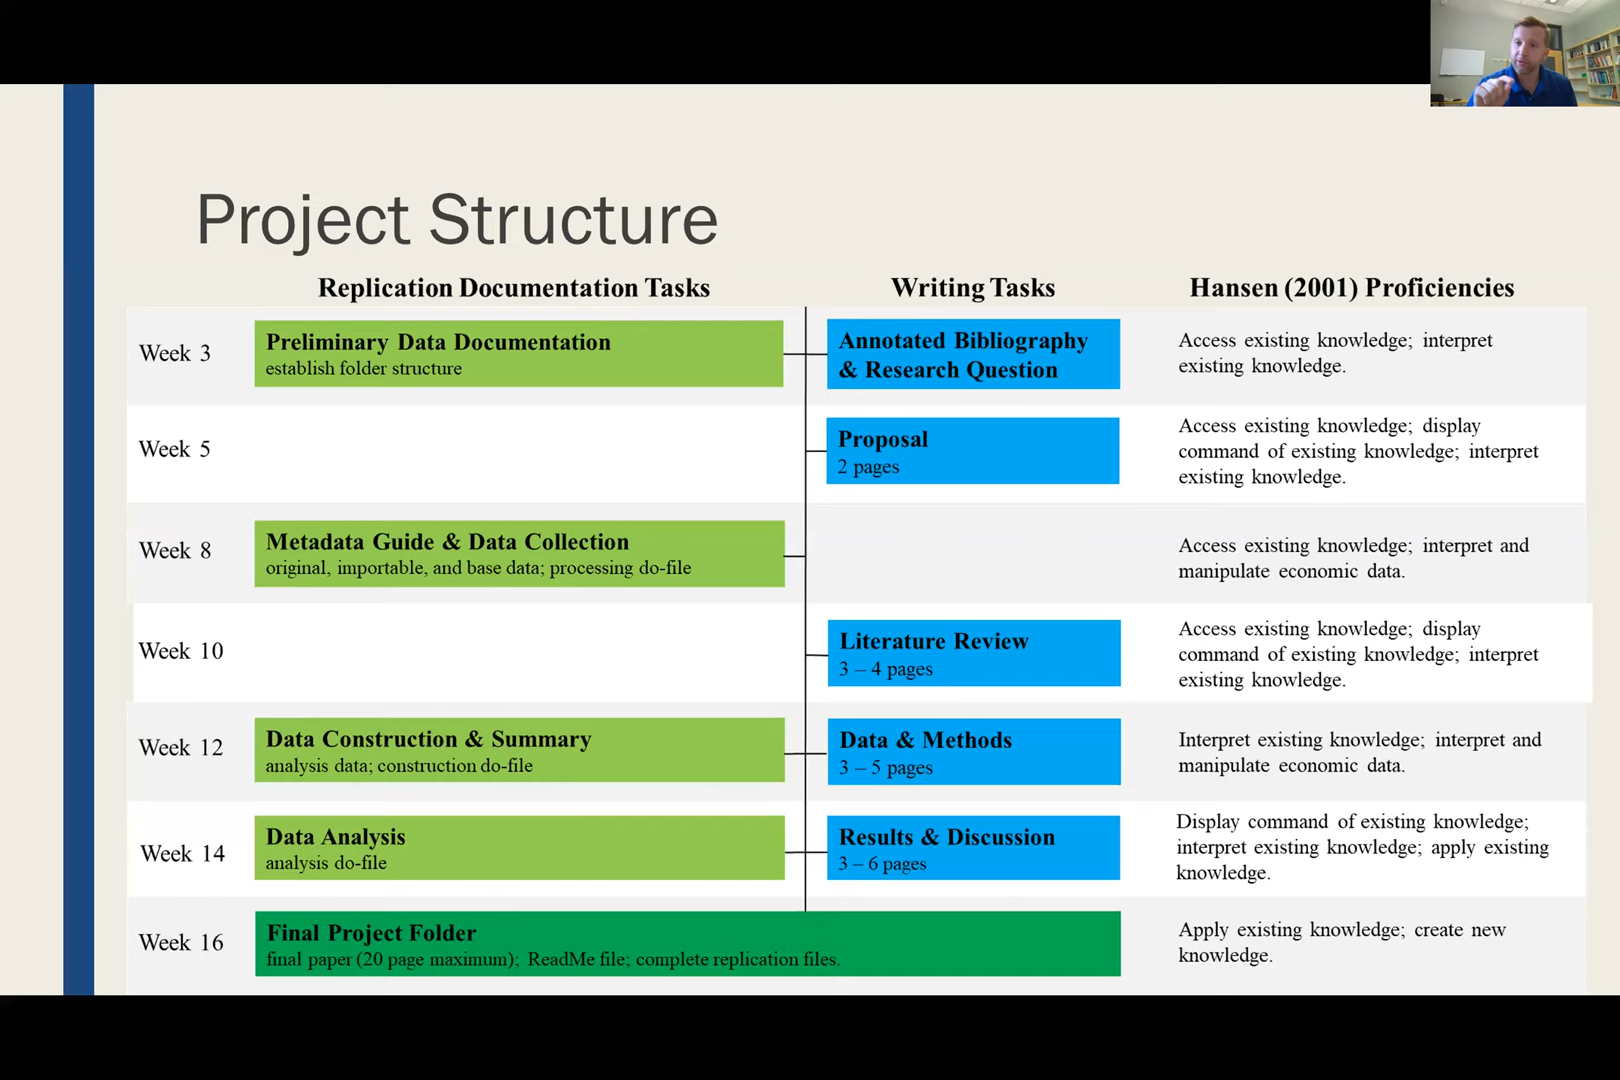 Project Structure
Replication Documentation Tasks
Writing Tasks
Hansen (2001) Proficiencies
Week 3
Preliminary Data Documentation
establish folder structure
Annotated Bibliography
& Research Question
Access existing knowledge; interpret
existing knowledge.
Week 5
Proposal
2 pages
Access existing knowledge; display
command of existing knowledge; interpret
existing knowledge.
Week 8
Metadata Guide & Data Collection
original, importable, and base data; processing do-file
Access existing knowledge; interpret and
manipulate economic data.
Week 10
Literature Review
3 – 4 pages
Access existing knowledge; display
command of existing knowledge; interpret
existing knowledge.
Week 12
Data Construction & Summary
analysis data; construction do-file
Data & Methods
3 – 5 pages
Interpret existing knowledge; interpret and
manipulate economic data.
Week 14
Data Analysis
analysis do-file
Results & Discussion
3 – 6 pages
Display command of existing knowledge;
interpret existing knowledge; apply existing
knowledge.
Week 16
Final Project Folder
final paper (20 page maximum); ReadMe file; complete replication files.
Apply existing knowledge; create new
knowledge.